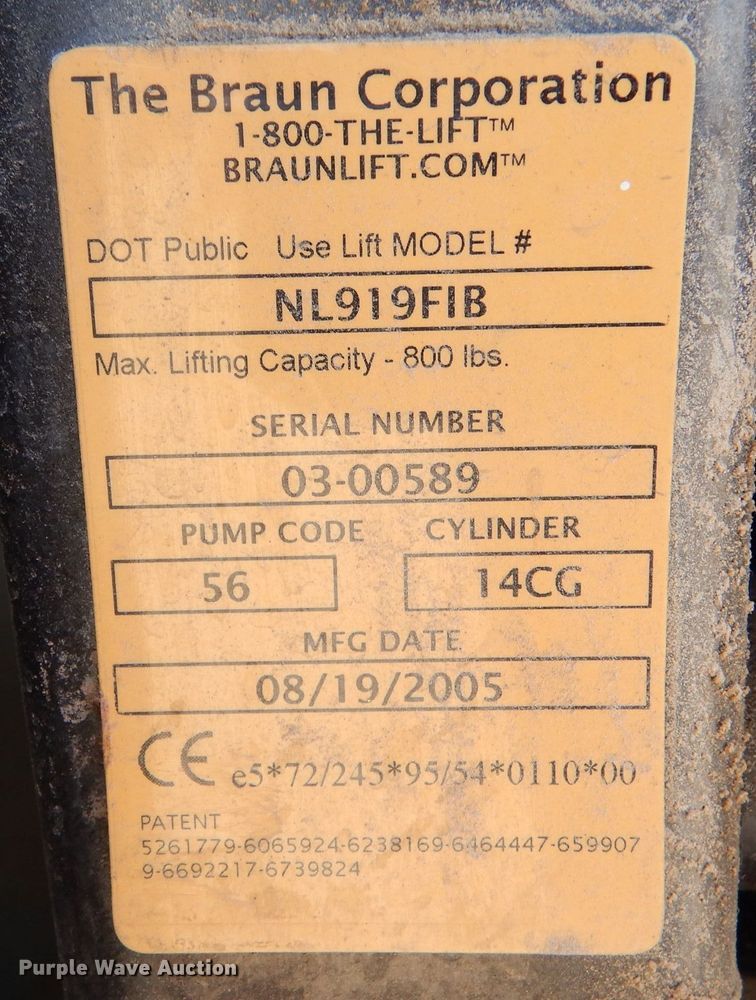 The Braun Corporation
1-800-THE-LIFT™
BRAUNLIFT.COM™
DOT Public Use Lift MODEL #
NL919FIB
Max. Lifting Capacity - 800 lbs.
SERIAL NUMBER
03-00589
PUMP CODE CYLINDER
56 14CG
MFG DATE
08/19/2005
CE e5*72/245*95/54*0110*00
PATENT
5261779-6065924-6238169-6464447-659907
9-6692217-6739824
Purple Wave Auction